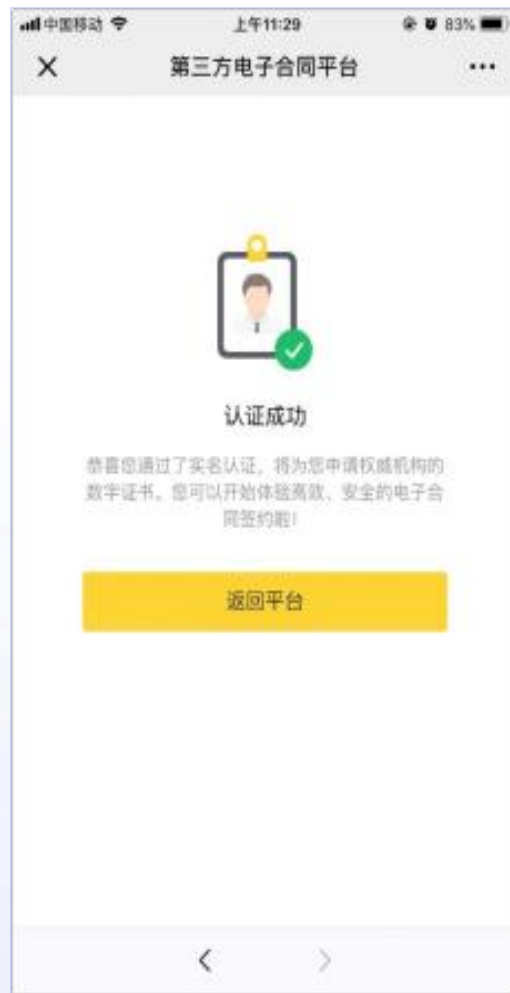 中国移动 上午11:29 83%
第三方电子合同平台
认证成功
恭喜您通过了实名认证，将为您申请权威机构的
数字证书。您可以开始体验高效、安全的电子合
同签约啦！
返回平台